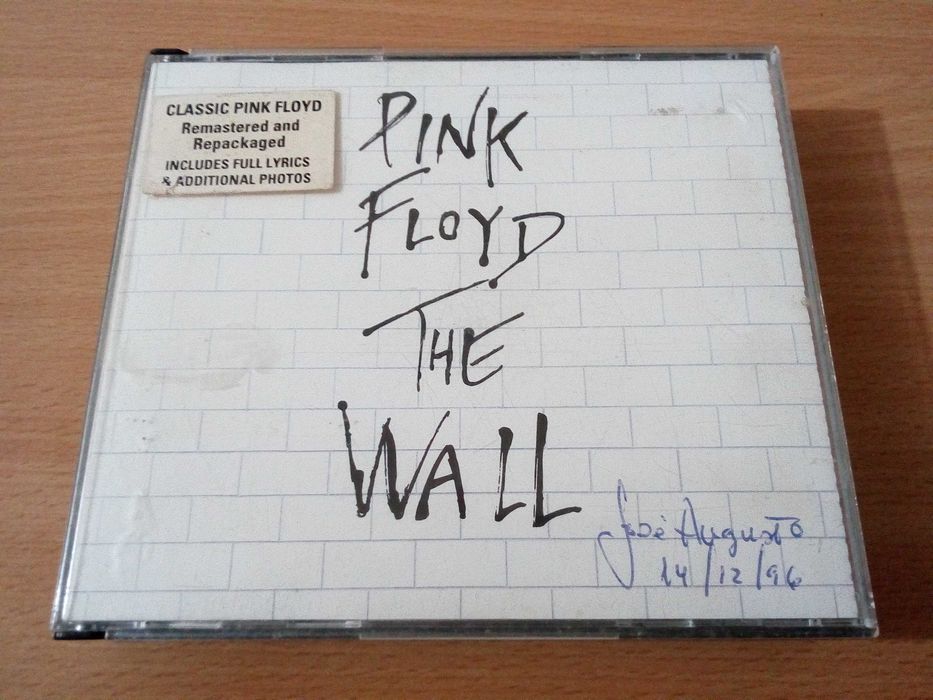 CLASSIC PINK FLOYD
Remastered and
Repackaged
INCLUDES FULL LYRICS
& ADDITIONAL PHOTOS
PINK
FLOYD
THE
WALL
José Augusto
14/12/96